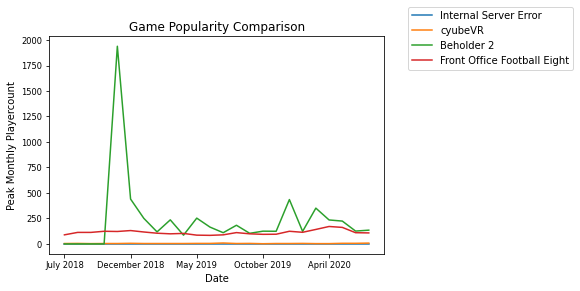 Game Popularity Comparison
Internal Server Error
cyubeVR
Beholder 2
Front Office Football Eight
Peak Monthly Playercount
2000
1750
1500
1250
1000
750
500
250
0
July 2018
December 2018
May 2019
October 2019
April 2020
Date